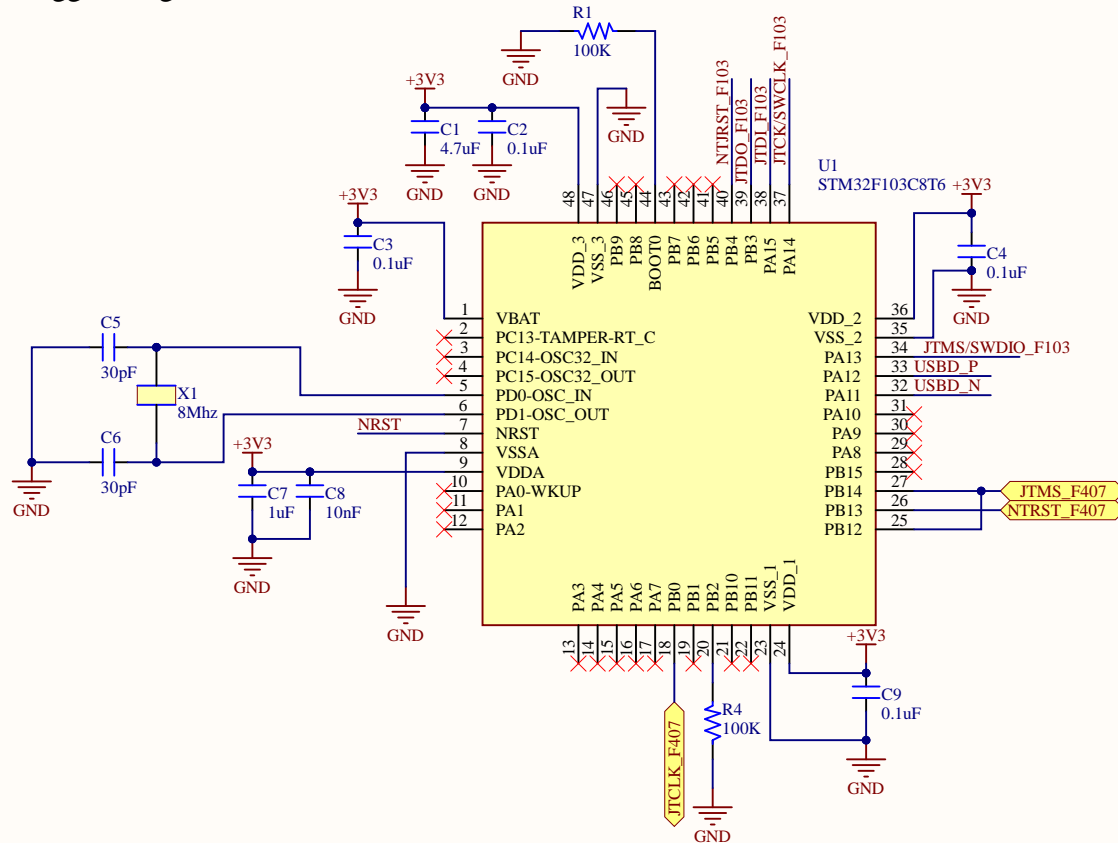 R1
100K
GND
+3V3
C1
4.7uF
C2
0.1uF
GND
GND
GND
NTJRST_F103
JTDO_F103
JTDI_F103
JTCK/SWCLK_F103
U1
STM32F103C8T6
+3V3
C3
0.1uF
GND
+3V3
C4
0.1uF
GND
48
47
46
45
44
43
42
41
40
39
38
37
VDD_3
VSS_3
PB9
PB8
BOOT0
PB7
PB6
PB5
PB4
PB3
PA15
PA14
1 VBAT
2 PC13-TAMPER-RT_C
3 PC14-OSC32_IN
4 PC15-OSC32_OUT
5 PD0-OSC_IN
6 PD1-OSC_OUT
7 NRST
8 VSSA
9 VDDA
10 PA0-WKUP
11 PA1
12 PA2
VDD_2 36
VSS_2 35
PA13 34 JTMS/SWDIO_F103
PA12 33 USBD_P
PA11 32 USBD_N
PA10 31
PA9 30
PA8 29
PB15 28
PB14 27 JTMS_F407
PB13 26 NTRST_F407
PB12 25
C5
30pF
X1
8Mhz
C6
30pF
GND
NRST
+3V3
C7
1uF
C8
10nF
GND
GND
PA3
PA4
PA5
PA6
PA7
PB0
PB1
PB2
PB10
PB11
VSS_1
VDD_1
13
14
15
16
17
18
19
20
21
22
23
24
JTCLK_F407
R4
100K
GND
+3V3
C9
0.1uF
GND